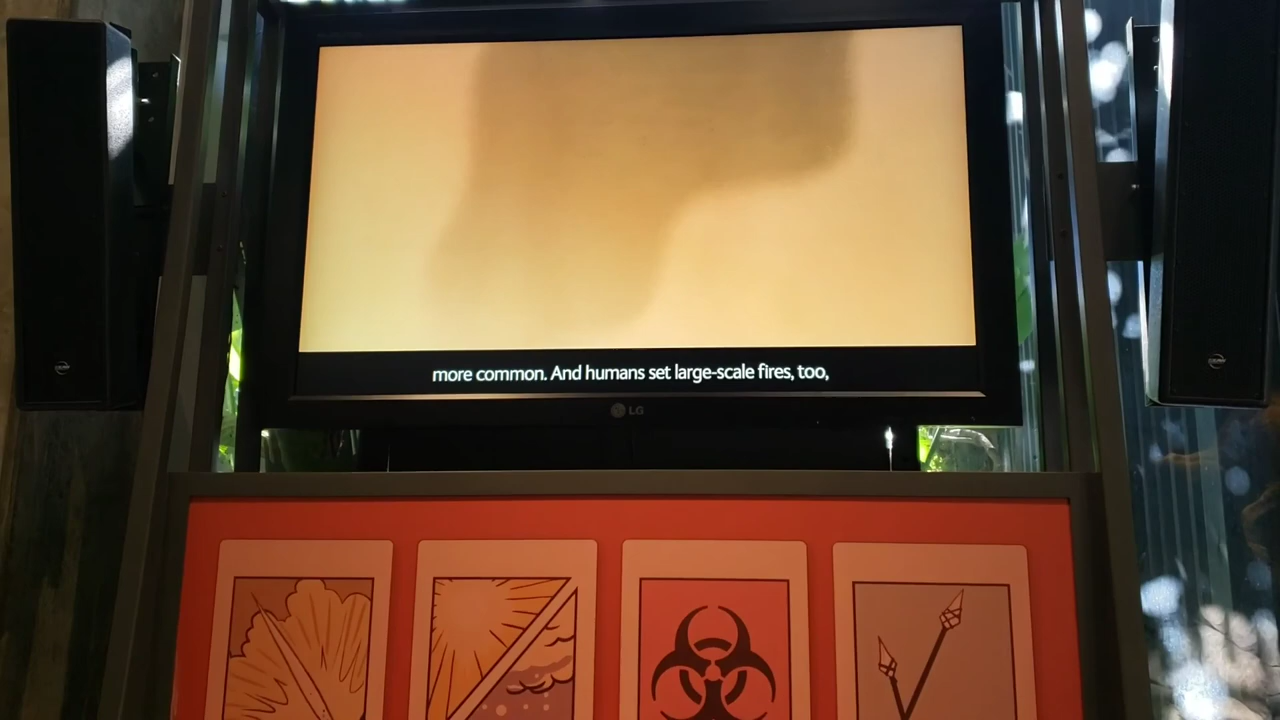 more common. And humans set large-scale fires, too,
LG